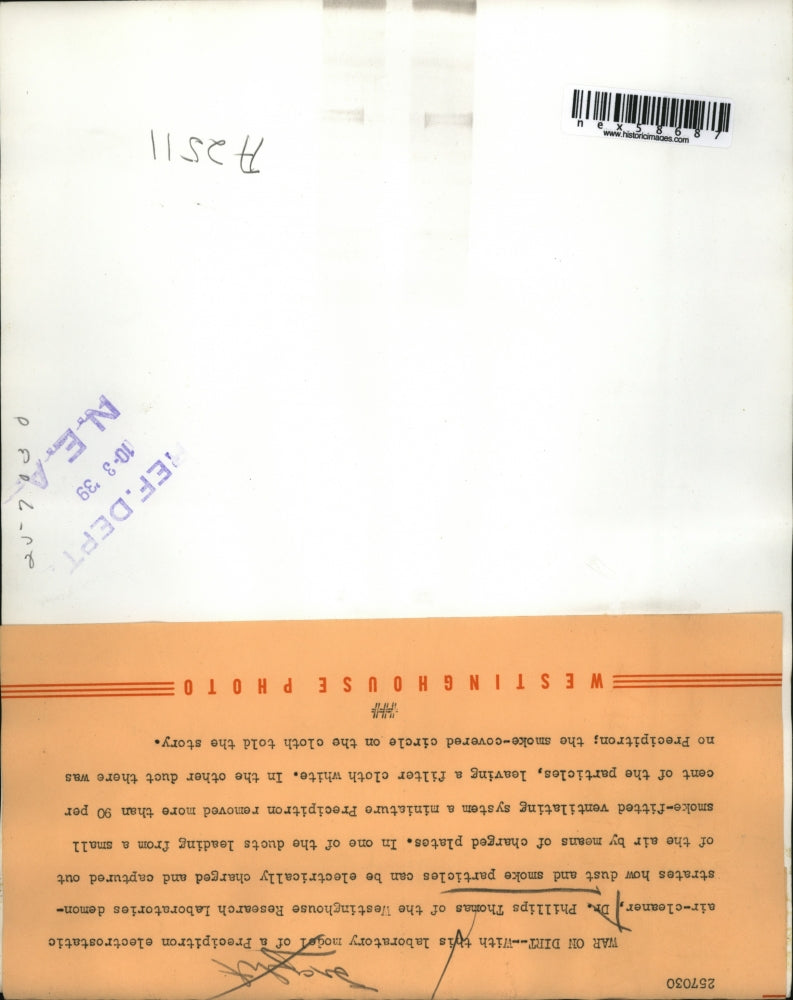 nex58687
www.historicimages.com
A2511
N.E.A
10-3 '39
REF. DEPT
257030
257030
WAR ON DIRT--With this laboratory model of a Precipitron electrostatic
air-cleaner, Dr. Phillips Thomas of the Westinghouse Research Laboratories demon-
strates how dust and smoke particles can be electrically charged and captured out
of the air by means of charged plates. In one of the ducts leading from a small
smoke-fitted ventilating system a miniature Precipitron removed more than 90 per
cent of the particles, leaving a filter cloth white. In the other duct there was
no Precipitron; the smoke-covered circle on the cloth told the story.
###
WESTINGHOUSE PHOTO